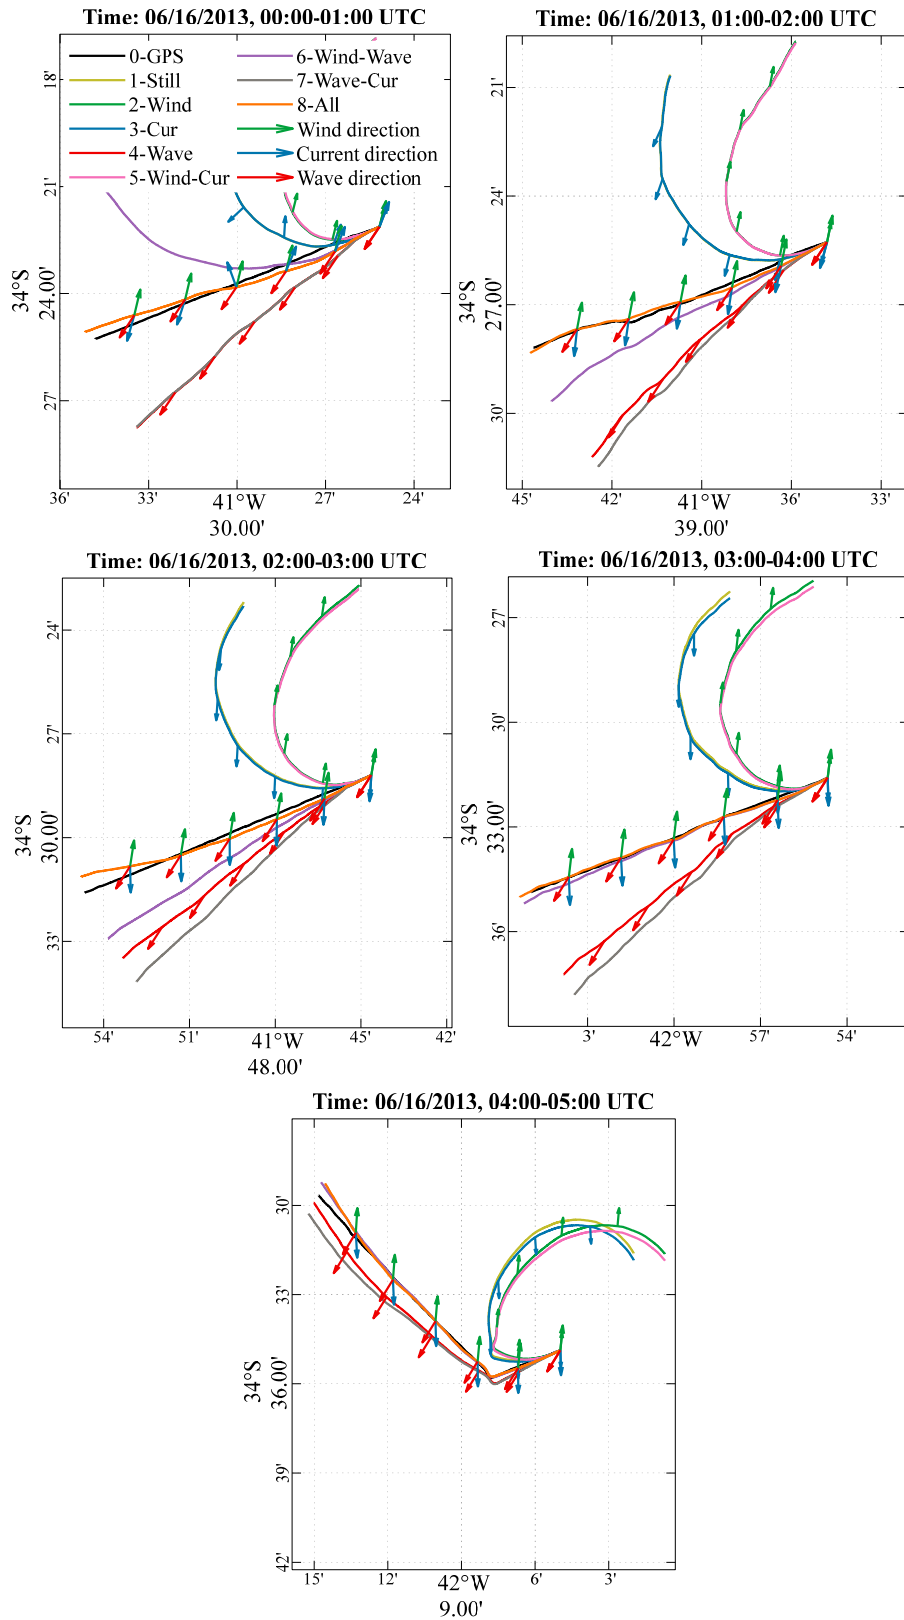 Time: 06/16/2013, 00:00-01:00 UTC
0-GPS
1-Still
2-Wind
3-Cur
4-Wave
5-Wind-Cur
6-Wind-Wave
7-Wave-Cur
8-All
Wind direction
Current direction
Wave direction
18'
21'
34°S
24.00'
27'
36'
33'
41°W
30.00'
27'
24'
Time: 06/16/2013, 01:00-02:00 UTC
21'
24'
34°S
27.00'
30'
45'
42'
41°W
39.00'
36'
33'
Time: 06/16/2013, 02:00-03:00 UTC
24'
27'
34°S
30.00'
33'
54'
51'
41°W
48.00'
45'
42'
Time: 06/16/2013, 03:00-04:00 UTC
27'
30'
34°S
33.00'
36'
3'
42°W
57'
54'
Time: 06/16/2013, 04:00-05:00 UTC
30'
33'
34°S
36.00'
39'
42'
15'
12'
42°W
9.00'
6'
3'